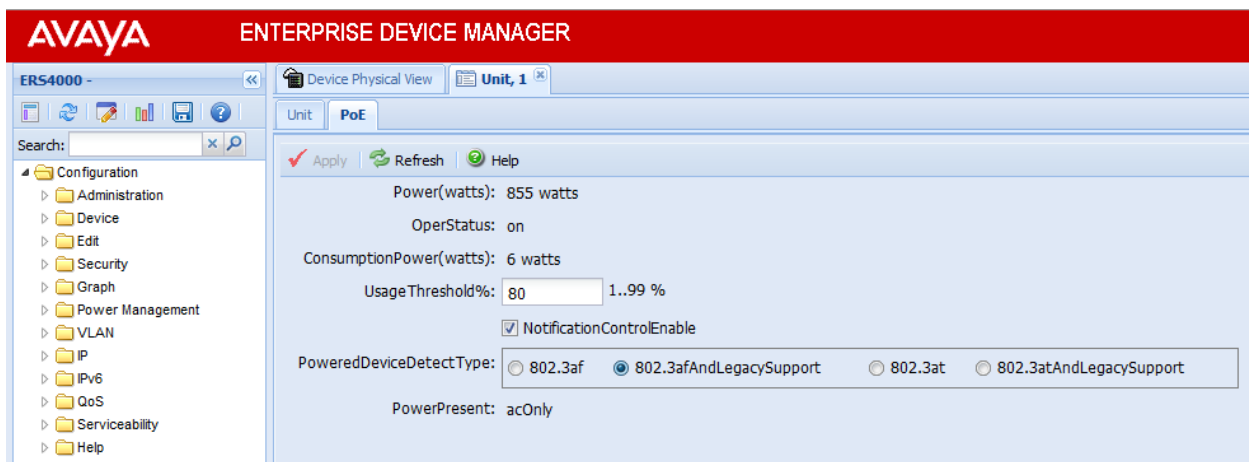 AVAYA ENTERPRISE DEVICE MANAGER
ERS4000 -
Search:
Configuration
Administration
Device
Edit
Security
Graph
Power Management
VLAN
IP
IPv6
QoS
Serviceability
Help
Device Physical View Unit, 1
Unit PoE
Apply Refresh Help
Power(watts): 855 watts
OperStatus: on
ConsumptionPower(watts): 6 watts
UsageThreshold%: 80 1..99 %
NotificationControlEnable
PoweredDeviceDetectType: 802.3af 802.3afAndLegacySupport 802.3at 802.3atAndLegacySupport
PowerPresent: acOnly